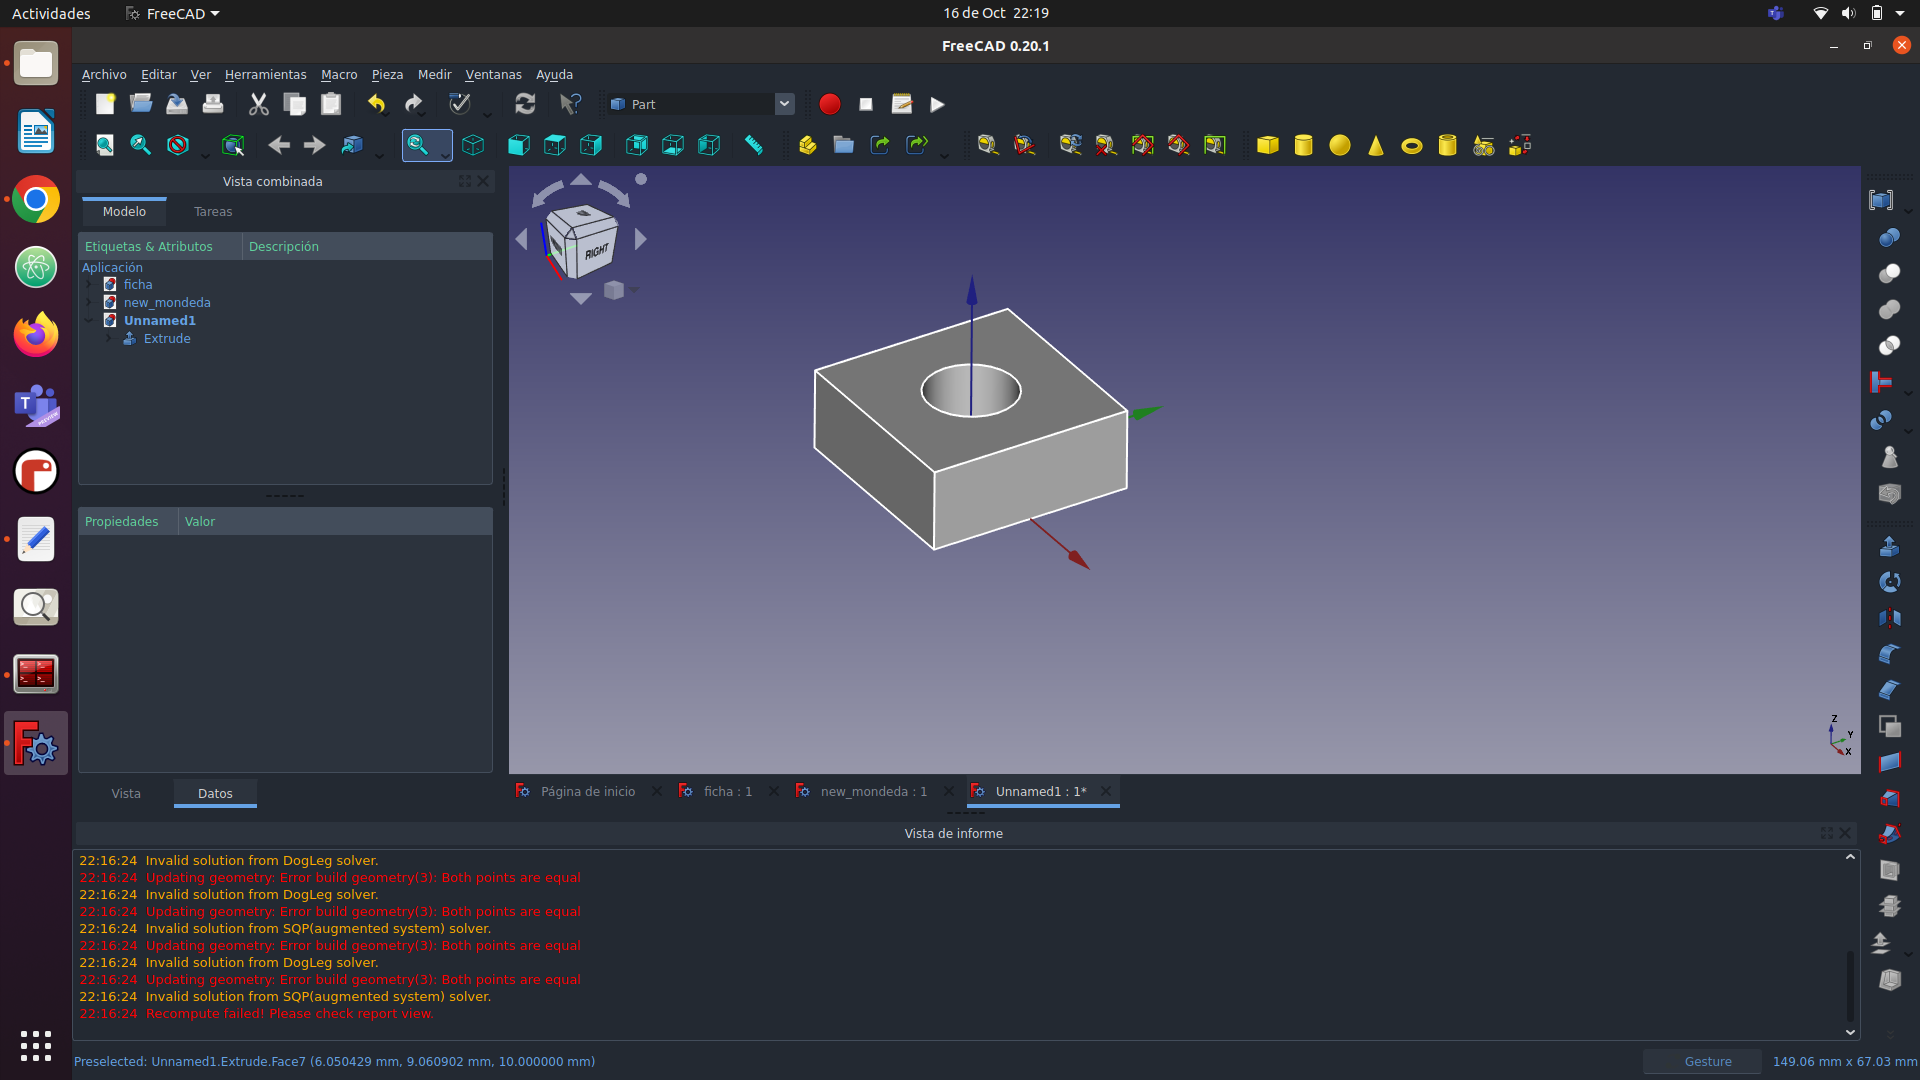 Actividades FreeCAD 16 de Oct 22:19
FreeCAD 0.20.1
Archivo Editar Ver Herramientas Macro Pieza Medir Ventanas Ayuda
Part
Vista combinada
Modelo Tareas
Etiquetas & Atributos Descripción
Aplicación
ficha
new_mondeda
Unnamed1
Extrude
RIGHT
Propiedades Valor
Z
Y
X
Vista Datos
Página de inicio ficha : 1 new_mondeda : 1 Unnamed1 : 1*
Vista de informe
22:16:24 Invalid solution from DogLeg solver.
22:16:24 Updating geometry: Error build geometry(3): Both points are equal
22:16:24 Invalid solution from DogLeg solver.
22:16:24 Updating geometry: Error build geometry(3): Both points are equal
22:16:24 Invalid solution from SQP(augmented system) solver.
22:16:24 Updating geometry: Error build geometry(3): Both points are equal
22:16:24 Invalid solution from DogLeg solver.
22:16:24 Updating geometry: Error build geometry(3): Both points are equal
22:16:24 Invalid solution from SQP(augmented system) solver.
22:16:24 Recompute failed! Please check report view.
Preselected: Unnamed1.Extrude.Face7 (6.050429 mm, 9.060902 mm, 10.000000 mm) Gesture 149.06 mm x 67.03 mm